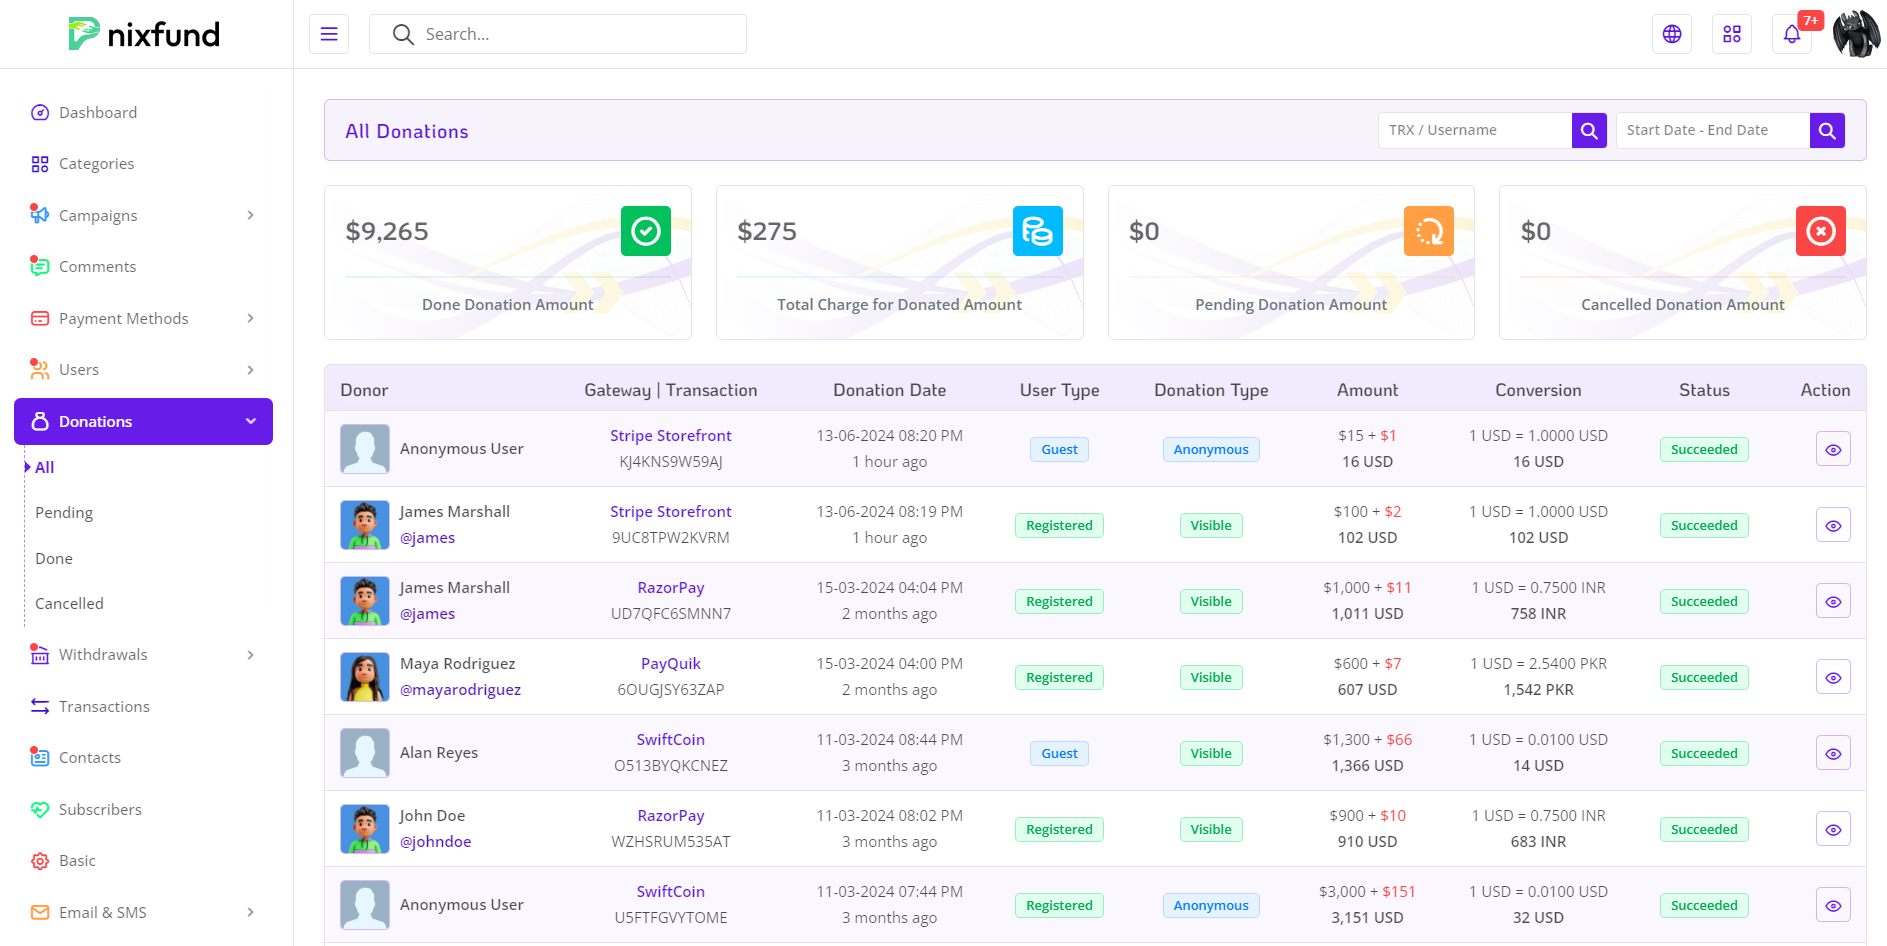 nixfund
Search...
7+
Dashboard
Categories
Campaigns
Comments
Payment Methods
Users
Donations
All
Pending
Done
Cancelled
Withdrawals
Transactions
Contacts
Subscribers
Basic
Email & SMS
All Donations
TRX / Username
Start Date - End Date
$9,265
Done Donation Amount
$275
Total Charge for Donated Amount
$0
Pending Donation Amount
$0
Cancelled Donation Amount
Donor Gateway | Transaction Donation Date User Type Donation Type Amount Conversion Status Action
Stripe Storefront 13-06-2024 08:20 PM $15 + $1 1 USD = 1.0000 USD
Anonymous User Guest Anonymous Succeeded
KJ4KNS9W59AJ 1 hour ago 16 USD 16 USD
James Marshall Stripe Storefront 13-06-2024 08:19 PM $100 + $2 1 USD = 1.0000 USD
Registered Visible Succeeded
@james 9UC8TPW2KVRM 1 hour ago 102 USD 102 USD
James Marshall RazorPay 15-03-2024 04:04 PM $1,000 + $11 1 USD = 0.7500 INR
Registered Visible Succeeded
@james UD7QFC6SMNN7 2 months ago 1,011 USD 758 INR
Maya Rodriguez PayQuik 15-03-2024 04:00 PM $600 + $7 1 USD = 2.5400 PKR
Registered Visible Succeeded
@mayarodriguez 6OUGJSY63ZAP 2 months ago 607 USD 1,542 PKR
SwiftCoin 11-03-2024 08:44 PM $1,300 + $66 1 USD = 0.0100 USD
Alan Reyes Guest Visible Succeeded
O513BYQKCNEZ 3 months ago 1,366 USD 14 USD
John Doe RazorPay 11-03-2024 08:02 PM $900 + $10 1 USD = 0.7500 INR
Registered Visible Succeeded
@johndoe WZHSRUM535AT 3 months ago 910 USD 683 INR
SwiftCoin 11-03-2024 07:44 PM $3,000 + $151 1 USD = 0.0100 USD
Anonymous User Registered Anonymous Succeeded
U5FTFGVYTOME 3 months ago 3,151 USD 32 USD